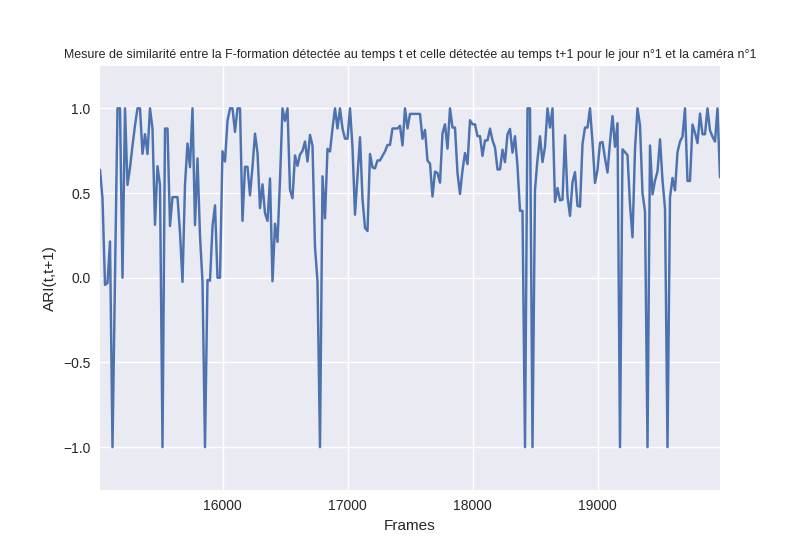 Mesure de similarité entre la F-formation détectée au temps t et celle détectée au temps t+1 pour le jour n°1 et la caméra n°1
1.0
0.5
0.0
−0.5
−1.0
ARI(t,t+1)
16000 17000 18000 19000
Frames